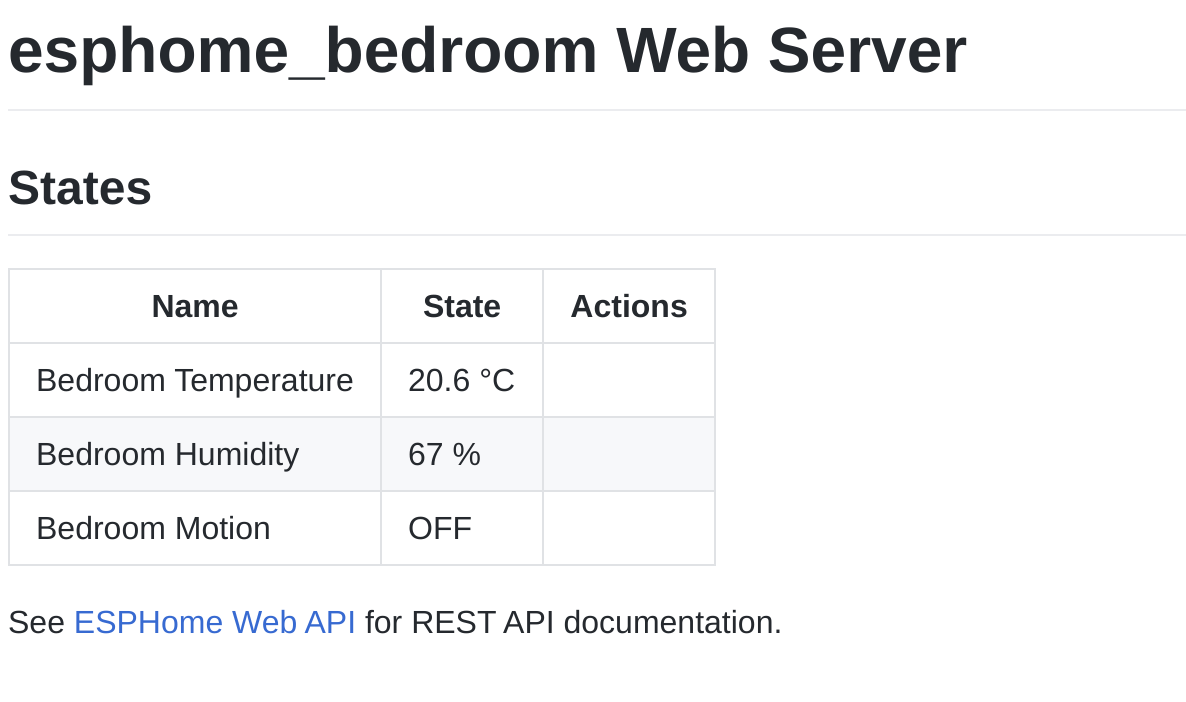 esphome_bedroom Web Server
States
Name State Actions
Bedroom Temperature 20.6 °C
Bedroom Humidity 67 %
Bedroom Motion OFF
See ESPHome Web API for REST API documentation.